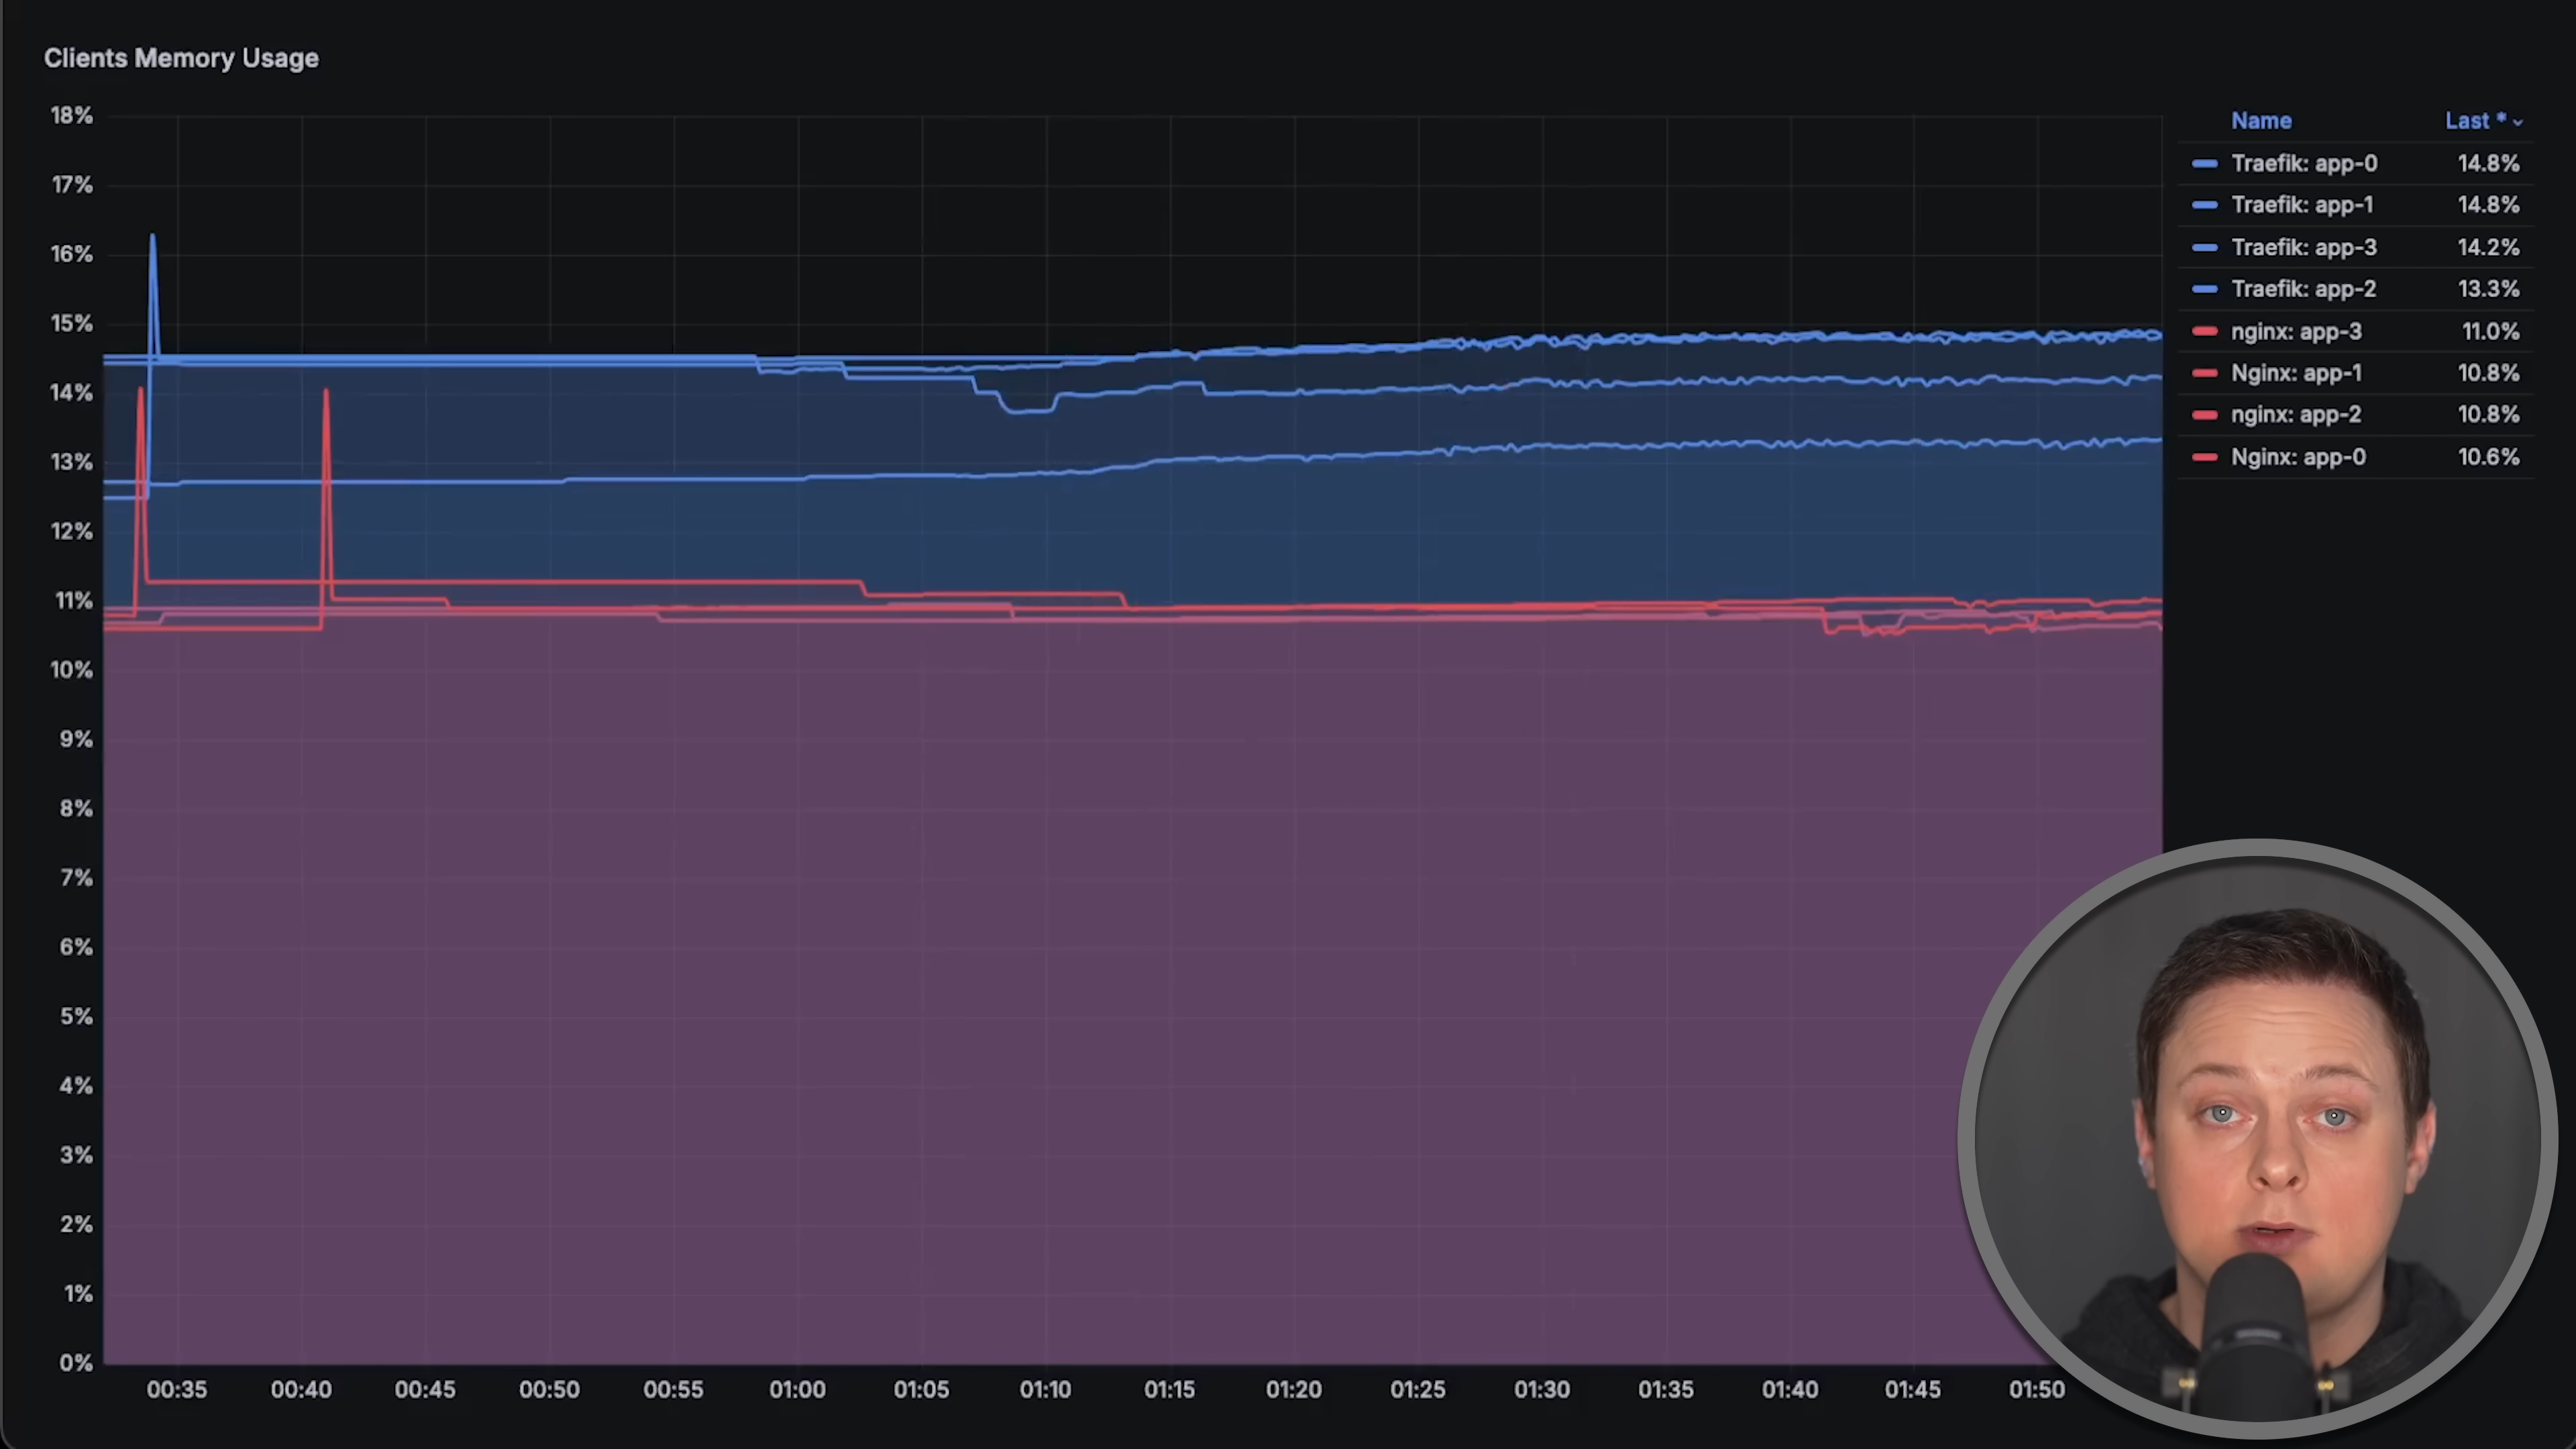 Clients Memory Usage
18%
17%
16%
15%
14%
13%
12%
11%
10%
9%
8%
7%
6%
5%
4%
3%
2%
1%
0%
00:35 00:40 00:45 00:50 00:55 01:00 01:05 01:10 01:15 01:20 01:25 01:30 01:35 01:40 01:45 01:50
Name Last *
Traefik: app-0 14.8%
Traefik: app-1 14.8%
Traefik: app-3 14.2%
Traefik: app-2 13.3%
nginx: app-3 11.0%
Nginx: app-1 10.8%
nginx: app-2 10.8%
Nginx: app-0 10.6%